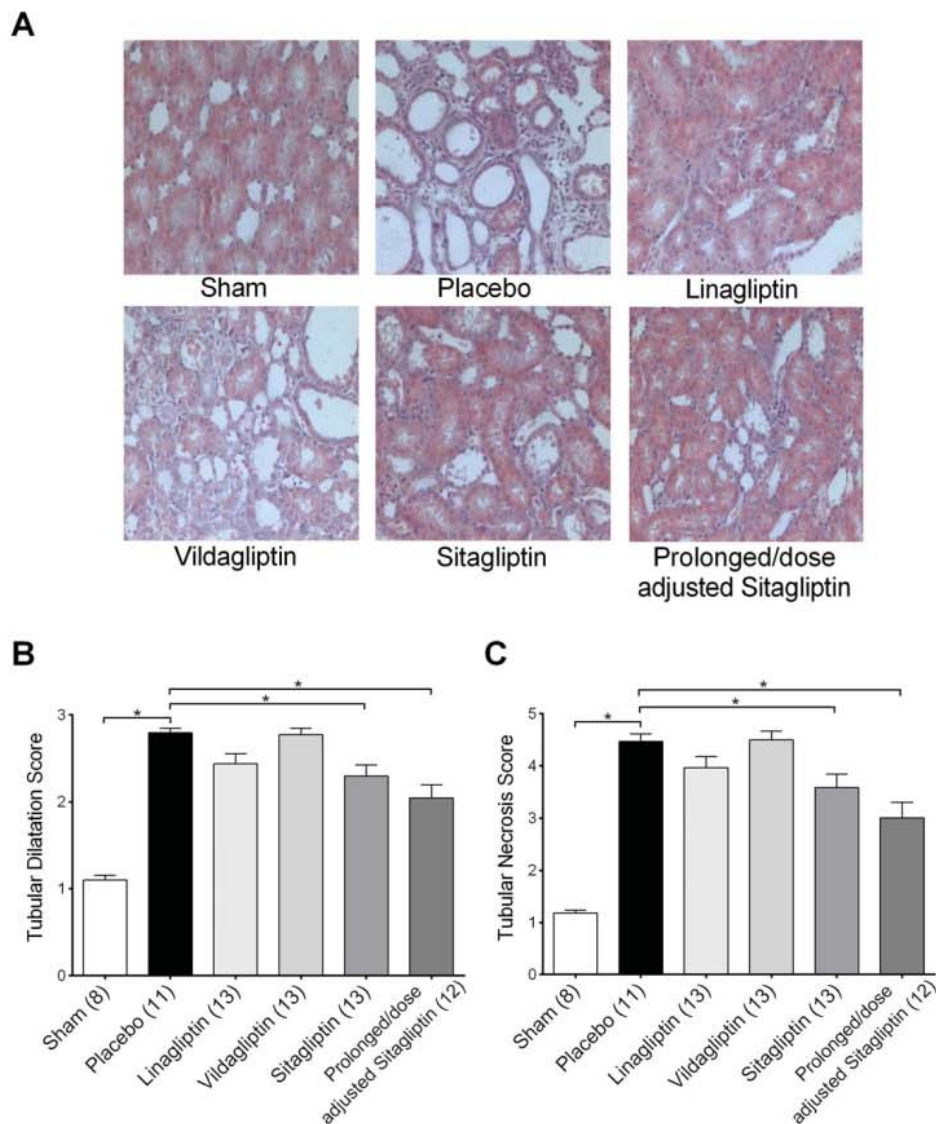 A
Sham
Placebo
Linagliptin
Vildagliptin
Sitagliptin
Prolonged/dose
adjusted Sitagliptin
B
Tubular Dilatation Score
3
2
1
0
*
*
*
Sham (8)
Placebo (11)
Linagliptin (13)
Vildagliptin (13)
Sitagliptin (13)
Prolonged/dose
adjusted Sitagliptin (12)
C
Tubular Necrosis Score
5
4
3
2
1
0
*
*
*
Sham (8)
Placebo (11)
Linagliptin (13)
Vildagliptin (13)
Sitagliptin (13)
Prolonged/dose
adjusted Sitagliptin (12)